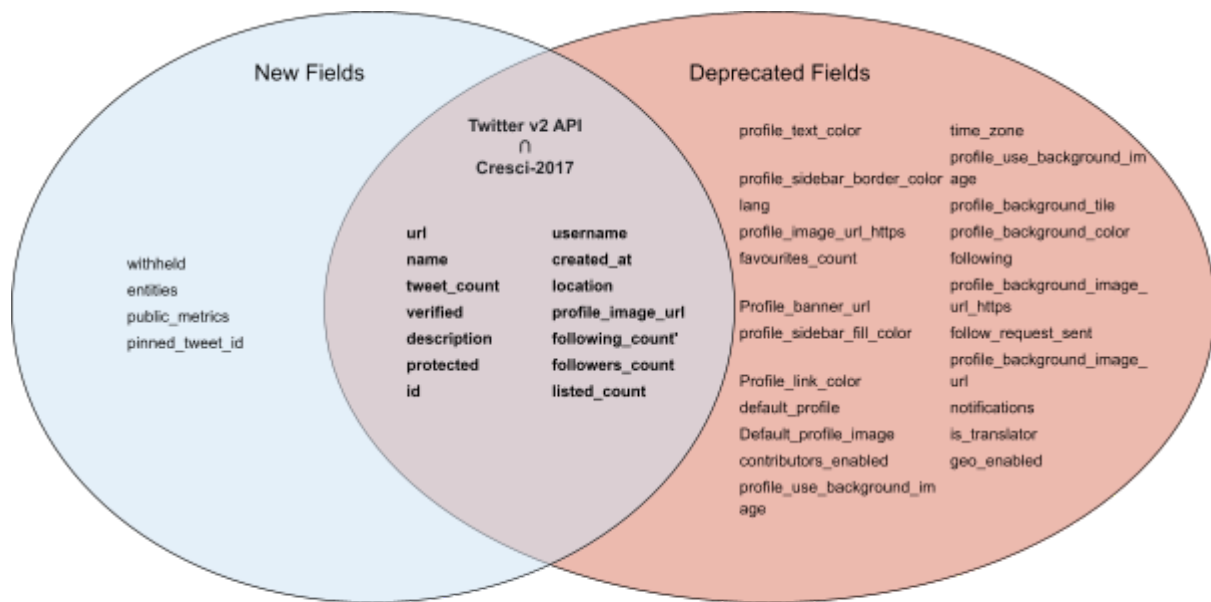 New Fields
Deprecated Fields
Twitter v2 API
∩
Cresci-2017
withheld
entities
public_metrics
pinned_tweet_id
url
name
tweet_count
verified
description
protected
id
username
created_at
location
profile_image_url
following_count'
followers_count
listed_count
profile_text_color
profile_sidebar_border_color
lang
profile_image_url_https
favourites_count
Profile_banner_url
profile_sidebar_fill_color
Profile_link_color
default_profile
Default_profile_image
contributors_enabled
profile_use_background_im
age
time_zone
profile_use_background_im
age
profile_background_tile
profile_background_color
following
profile_background_image_
url_https
follow_request_sent
profile_background_image_
url
notifications
is_translator
geo_enabled